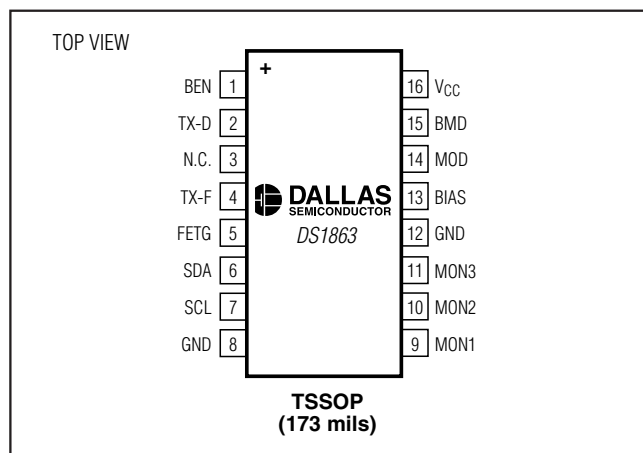 TOP VIEW
+
BEN 1
TX-D 2
N.C. 3
TX-F 4
FETG 5
SDA 6
SCL 7
GND 8
DALLAS
SEMICONDUCTOR
DS1863
16 VCC
15 BMD
14 MOD
13 BIAS
12 GND
11 MON3
10 MON2
9 MON1
TSSOP
(173 mils)